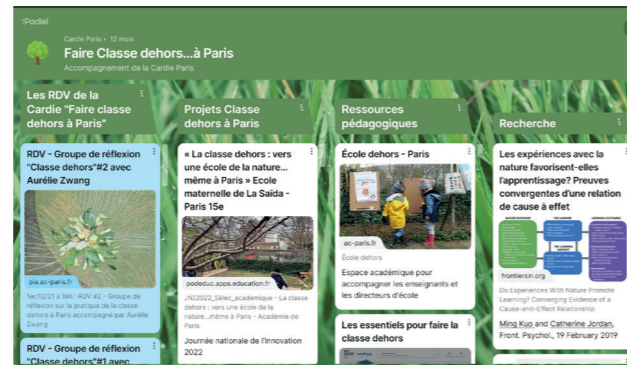 :Padlet
Cardie Paris • 12 mois
Faire Classe dehors...à Paris
Accompagnement de la Cardie Paris
Les RDV de la
Cardie "Faire classe
dehors à Paris"
RDV - Groupe de réflexion
"Classe dehors"#2 avec
Aurélie Zwang
pia.ac-paris.fr
1er/12/21 à 16h : RDV #2 - Groupe de
réflexion sur la pratique de la classe
dehors à Paris accompagné par Aurélie
Zwang
RDV - Groupe de réflexion
"Classe dehors"#1 avec
Projets Classe
dehors à Paris
« La classe dehors : vers
une école de la nature...
même à Paris » Ecole
maternelle de La Saïda -
Paris 15e
podeduc.apps.education.fr
JNI2022_Sélec_academique - La classe
dehors : vers une école de la
nature...même à Paris - Académie de
Paris
Journée nationale de l'Innovation
2022
Ressources
pédagogiques
École dehors - Paris
ac-paris.fr
École dehors
Espace académique pour
accompagner les enseignants et
les directeurs d'école
Les essentiels pour faire la
classe dehors
Recherche
Les expériences avec la
nature favorisent-elles
l'apprentissage? Preuves
convergentes d'une relation
de cause à effet
frontiersin.org
Do Experiences With Nature Promote
Learning? Converging Evidence of a
Cause-and-Effect Relationship
Ming Kuo and Catherine Jordan,
Front. Psychol., 19 February 2019